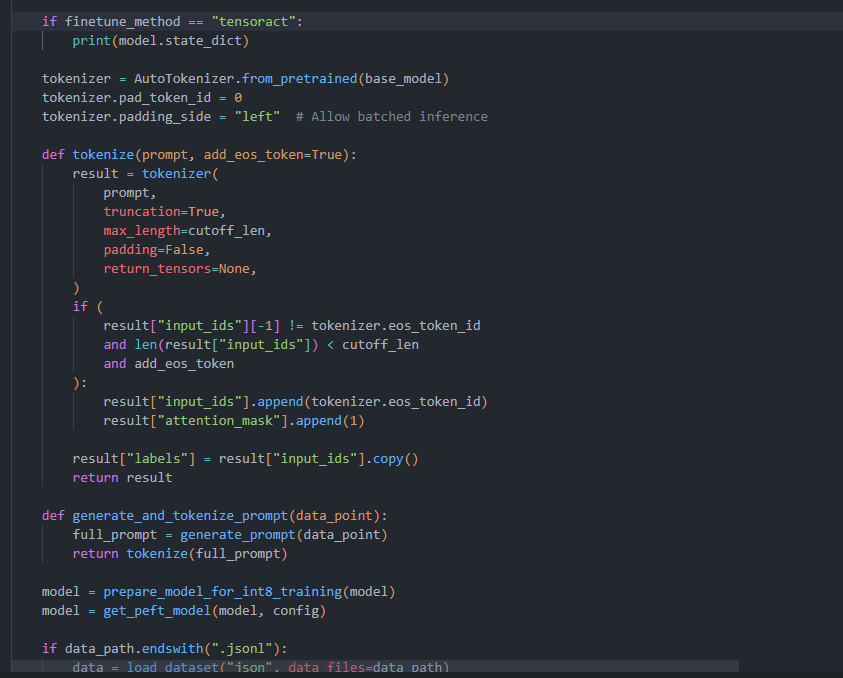 if finetune_method == "tensoract":
    print(model.state_dict)
tokenizer = AutoTokenizer.from_pretrained(base_model)
tokenizer.pad_token_id = 0
tokenizer.padding_side = "left"  # Allow batched inference
def tokenize(prompt, add_eos_token=True):
    result = tokenizer(
        prompt,
        truncation=True,
        max_length=cutoff_len,
        padding=False,
        return_tensors=None,
    )
    if (
        result["input_ids"][-1] != tokenizer.eos_token_id
        and len(result["input_ids"]) < cutoff_len
        and add_eos_token
    ):
        result["input_ids"].append(tokenizer.eos_token_id)
        result["attention_mask"].append(1)
    result["labels"] = result["input_ids"].copy()
    return result
def generate_and_tokenize_prompt(data_point):
    full_prompt = generate_prompt(data_point)
    return tokenize(full_prompt)
model = prepare_model_for_int8_training(model)
model = get_peft_model(model, config)
if data_path.endswith(".jsonl"):
    data = load_dataset("json", data_files=data_path)